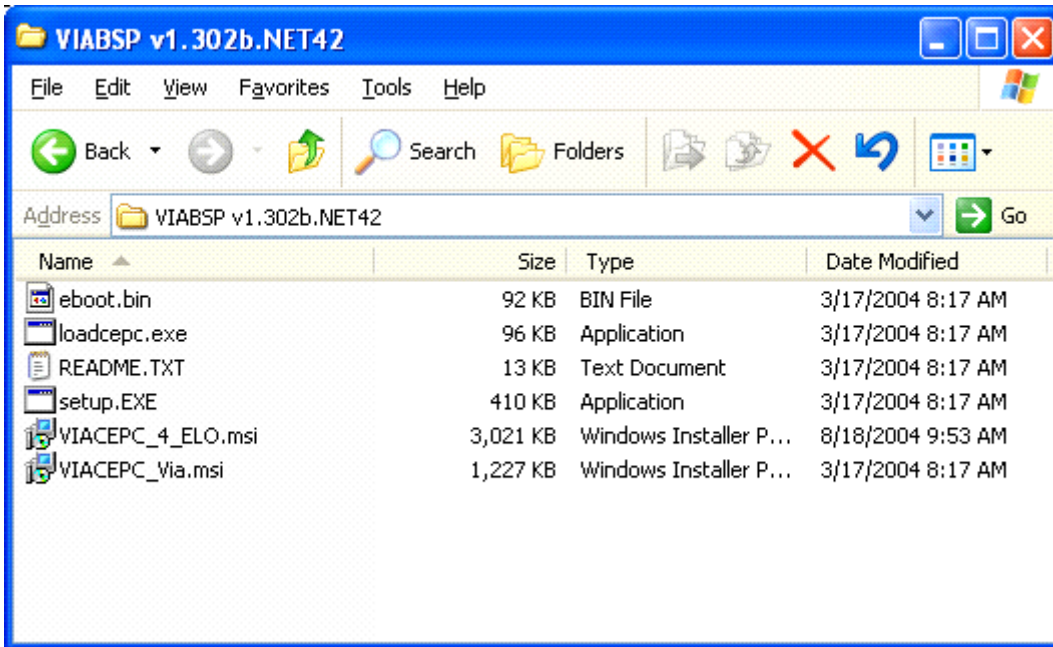 VIABSP v1.302b.NET42
File Edit View Favorites Tools Help
Back Search Folders
Address VIABSP v1.302b.NET42 Go
Name Size Type Date Modified
eboot.bin 92 KB BIN File 3/17/2004 8:17 AM
loadcepc.exe 96 KB Application 3/17/2004 8:17 AM
README.TXT 13 KB Text Document 3/17/2004 8:17 AM
setup.EXE 410 KB Application 3/17/2004 8:17 AM
VIACEPC_4_ELO.msi 3,021 KB Windows Installer P... 8/18/2004 9:53 AM
VIACEPC_Via.msi 1,227 KB Windows Installer P... 3/17/2004 8:17 AM